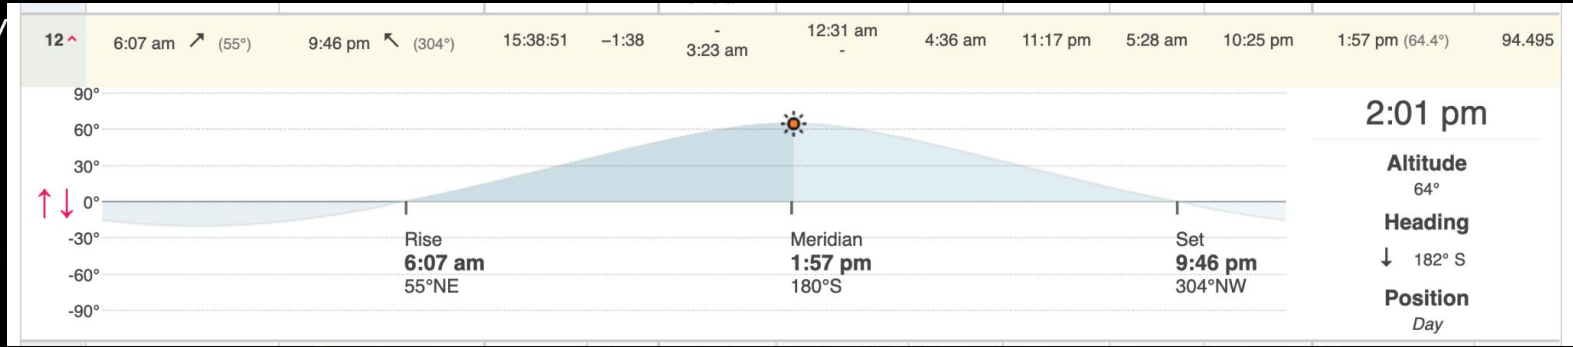 12 6:07 am (55°) 9:46 pm (304°) 15:38:51 −1:38 - 12:31 am 4:36 am 11:17 pm 5:28 am 10:25 pm 1:57 pm (64.4°) 94.495
3:23 am -
90°
60°
30°
0°
-30°
-60°
-90°
Rise
6:07 am
55°NE
Meridian
1:57 pm
180°S
Set
9:46 pm
304°NW
2:01 pm
Altitude
64°
Heading
↓ 182° S
Position
Day